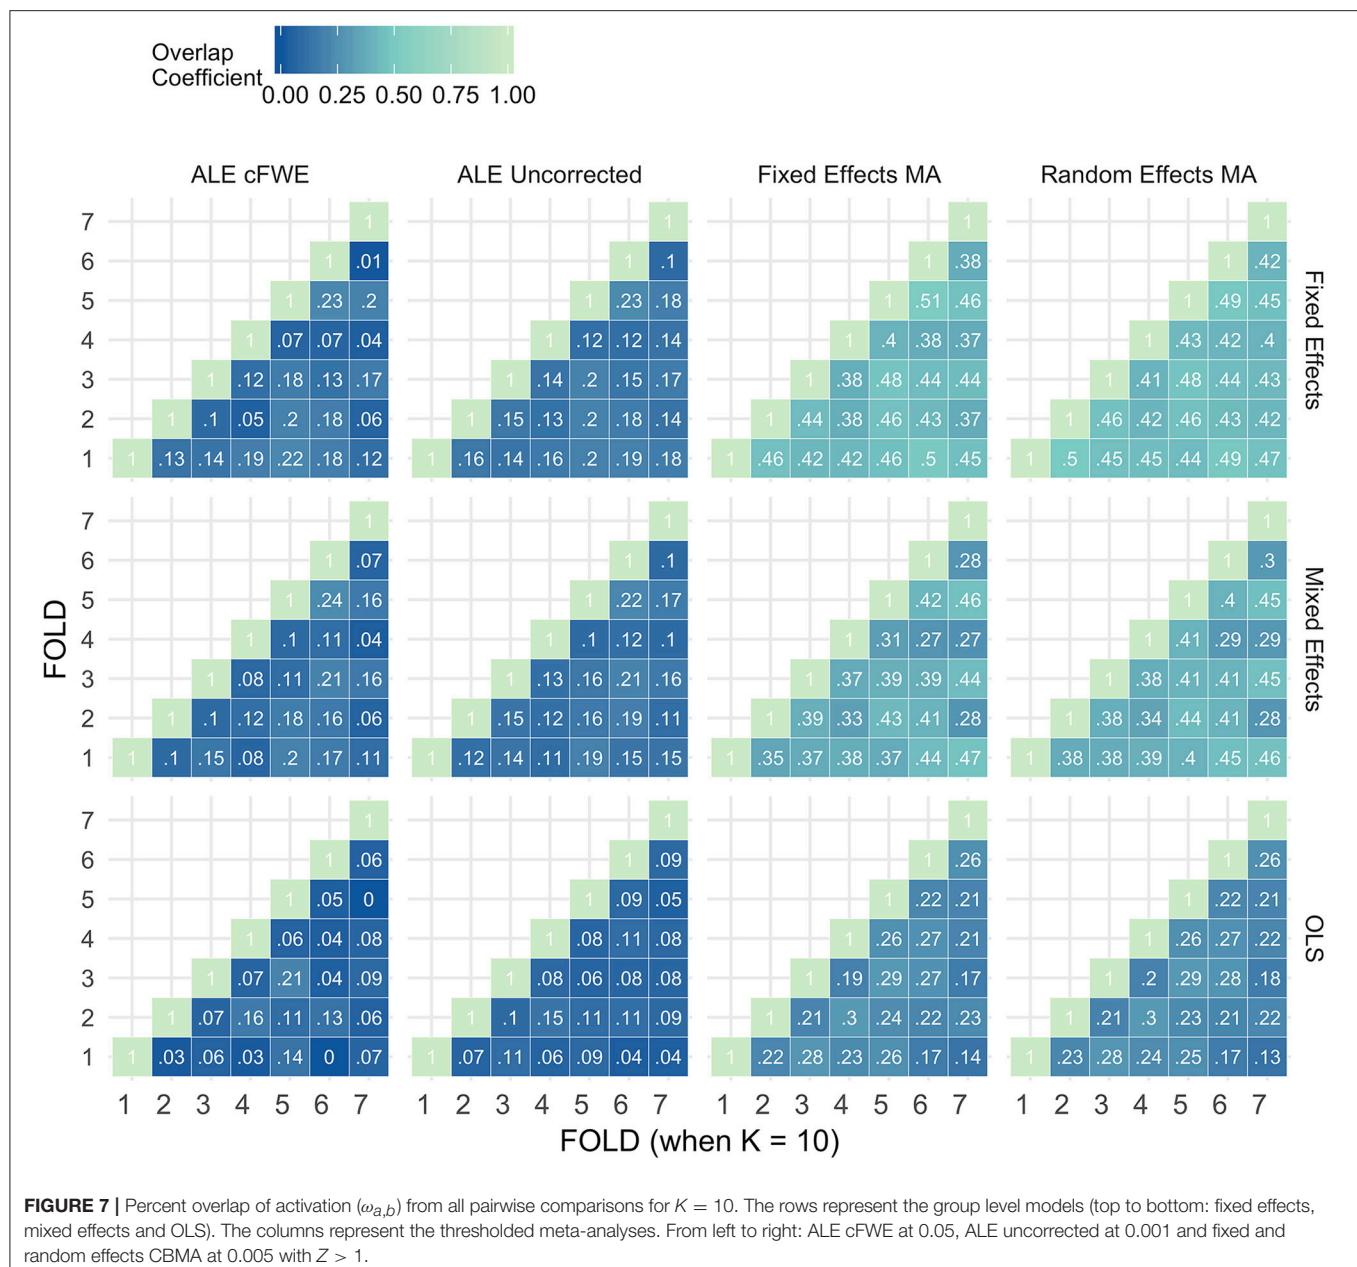 Overlap
Coefficient
0.00 0.25 0.50 0.75 1.00
ALE cFWE ALE Uncorrected Fixed Effects MA Random Effects MA
7 1 1 1 1
6 1 .01 1 .1 1 .38 1 .42
5 1 .23 .2 1 .23 .18 1 .51 .46 1 .49 .45
4 1 .07 .07 .04 1 .12 .12 .14 1 .4 .38 .37 1 .43 .42 .4
3 1 .12 .18 .13 .17 1 .14 .2 .15 .17 1 .38 .48 .44 .44 1 .41 .48 .44 .43
2 1 .1 .05 .2 .18 .06 1 .15 .13 .2 .18 .14 1 .44 .38 .46 .43 .37 1 .46 .42 .46 .43 .42
1 1 .13 .14 .19 .22 .18 .12 1 .16 .14 .16 .2 .19 .18 1 .46 .42 .42 .46 .5 .45 1 .5 .45 .45 .44 .49 .47
Fixed Effects
FOLD
7 1 1 1 1
6 1 .07 1 .1 1 .28 1 .3
5 1 .24 .16 1 .22 .17 1 .42 .46 1 .4 .45
4 1 .1 .11 .04 1 .1 .12 .1 1 .31 .27 .27 1 .41 .29 .29
3 1 .08 .11 .21 .16 1 .13 .16 .21 .16 1 .37 .39 .39 .44 1 .38 .41 .41 .45
2 1 .1 .12 .18 .16 .06 1 .15 .12 .16 .19 .11 1 .39 .33 .43 .41 .28 1 .38 .34 .44 .41 .28
1 1 .1 .15 .08 .2 .17 .11 1 .12 .14 .11 .19 .15 .15 1 .35 .37 .38 .37 .44 .47 1 .38 .38 .39 .4 .45 .46
Mixed Effects
7 1 1 1 1
6 1 .06 1 .09 1 .26 1 .26
5 1 .05 0 1 .09 .05 1 .22 .21 1 .22 .21
4 1 .06 .04 .08 1 .08 .11 .08 1 .26 .27 .21 1 .26 .27 .22
3 1 .07 .21 .04 .09 1 .08 .06 .08 .08 1 .19 .29 .27 .17 1 .2 .29 .28 .18
2 1 .07 .16 .11 .13 .06 1 .1 .15 .11 .11 .09 1 .21 .3 .24 .22 .23 1 .21 .3 .23 .21 .22
1 1 .03 .06 .03 .14 0 .07 1 .07 .11 .06 .09 .04 .04 1 .22 .28 .23 .26 .17 .14 1 .23 .28 .24 .25 .17 .13
OLS
1 2 3 4 5 6 7 1 2 3 4 5 6 7 1 2 3 4 5 6 7 1 2 3 4 5 6 7
FOLD (when K = 10)
FIGURE 7 | Percent overlap of activation (ωa,b) from all pairwise comparisons for K = 10. The rows represent the group level models (top to bottom: fixed effects,
mixed effects and OLS). The columns represent the thresholded meta-analyses. From left to right: ALE cFWE at 0.05, ALE uncorrected at 0.001 and fixed and
random effects CBMA at 0.005 with Z > 1.